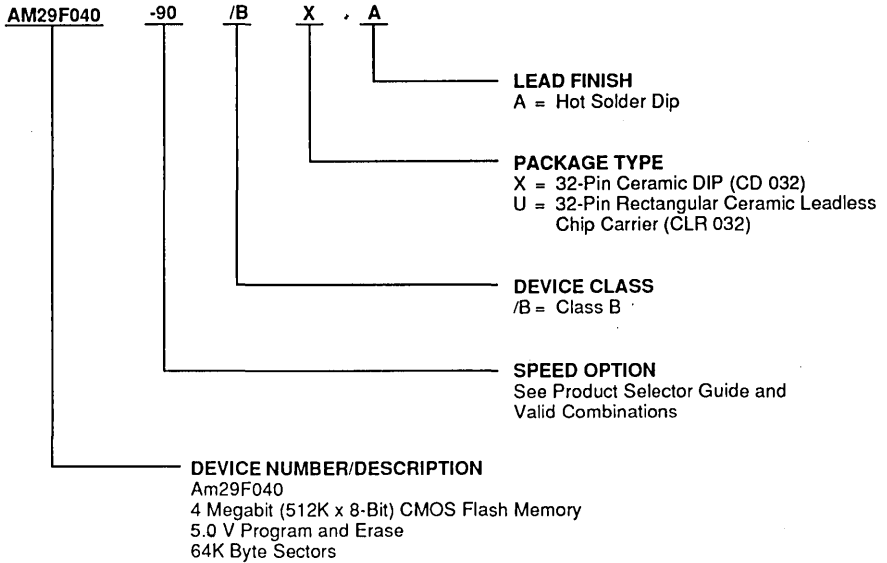 AM29F040 -90 /B X A
LEAD FINISH
A = Hot Solder Dip
PACKAGE TYPE
X = 32-Pin Ceramic DIP (CD 032)
U = 32-Pin Rectangular Ceramic Leadless
Chip Carrier (CLR 032)
DEVICE CLASS
/B = Class B
SPEED OPTION
See Product Selector Guide and
Valid Combinations
DEVICE NUMBER/DESCRIPTION
Am29F040
4 Megabit (512K x 8-Bit) CMOS Flash Memory
5.0 V Program and Erase
64K Byte Sectors